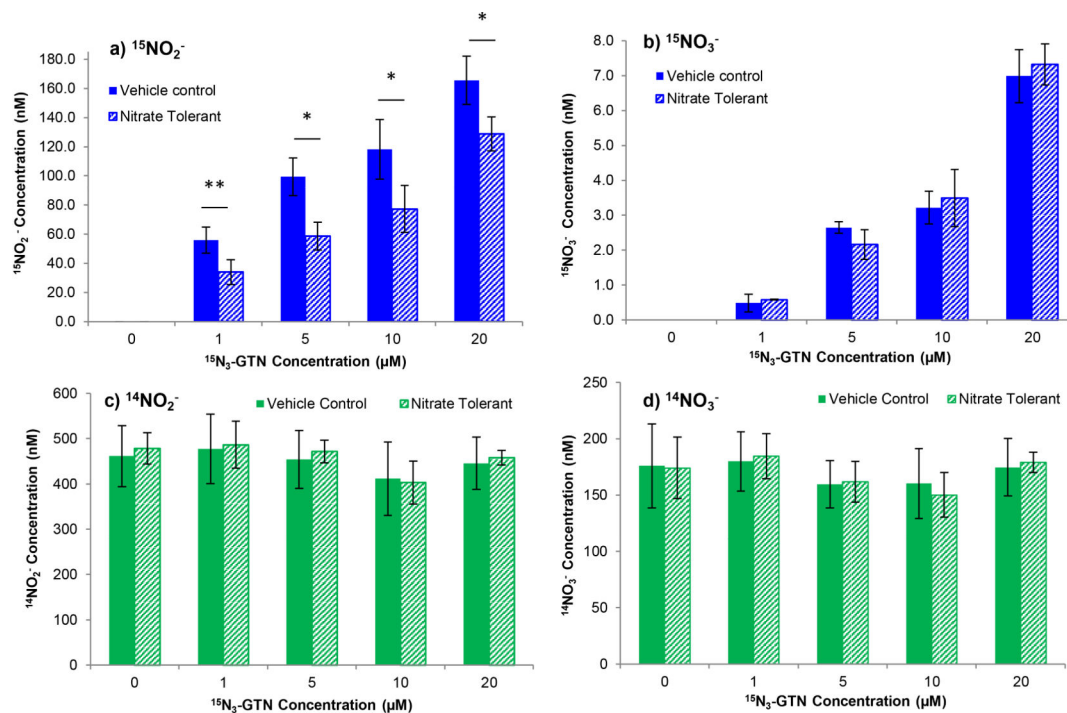 a) ¹⁵NO₂⁻
¹⁵NO₂⁻ Concentration (nM)
180.0
160.0
140.0
120.0
100.0
80.0
60.0
40.0
20.0
0.0
Vehicle control
Nitrate Tolerant
**
*
*
*
0 1 5 10 20
¹⁵N₃-GTN Concentration (µM)
b) ¹⁵NO₃⁻
¹⁵NO₃⁻ Concentration (nM)
8.0
7.0
6.0
5.0
4.0
3.0
2.0
1.0
0.0
Vehicle control
Nitrate Tolerant
0 1 5 10 20
¹⁵N₃-GTN Concentration (µM)
c) ¹⁴NO₂⁻
¹⁴NO₂⁻ Concentration (nM)
600
500
400
300
200
100
0
Vehicle Control Nitrate Tolerant
0 1 5 10 20
¹⁵N₃-GTN Concentration (µM)
d) ¹⁴NO₃⁻
¹⁴NO₃⁻ Concentration (nM)
250
200
150
100
50
0
Vehicle Control Nitrate Tolerant
0 1 5 10 20
¹⁵N₃-GTN Concentration (µM)